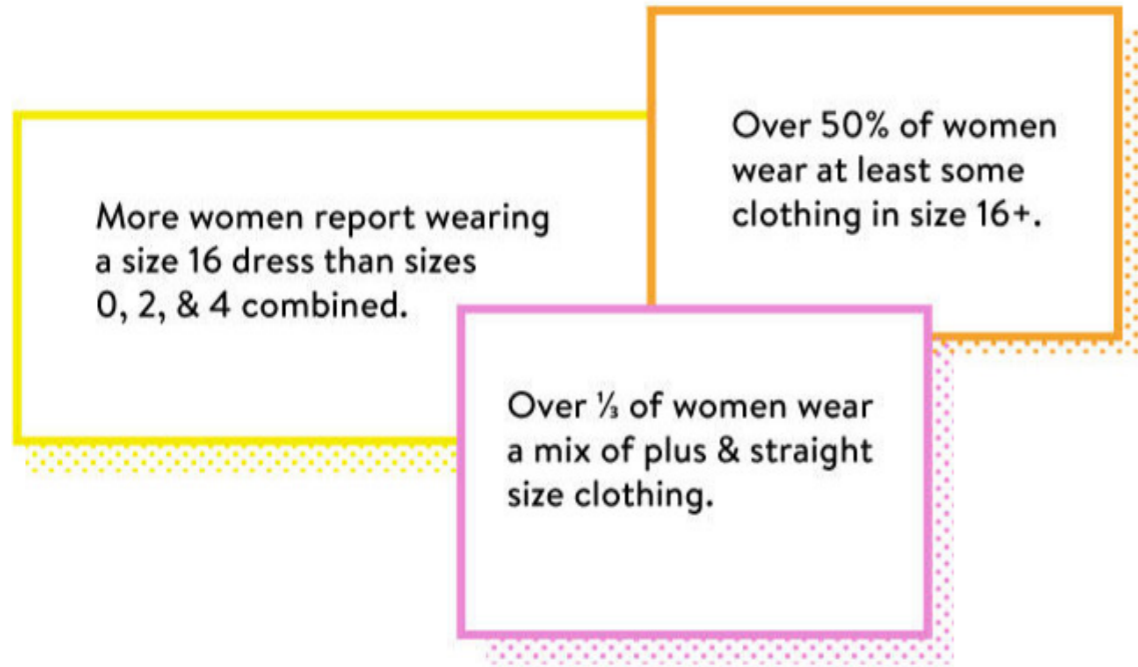 More women report wearing
a size 16 dress than sizes
0, 2, & 4 combined.
Over 50% of women
wear at least some
clothing in size 16+.
Over ⅓ of women wear
a mix of plus & straight
size clothing.